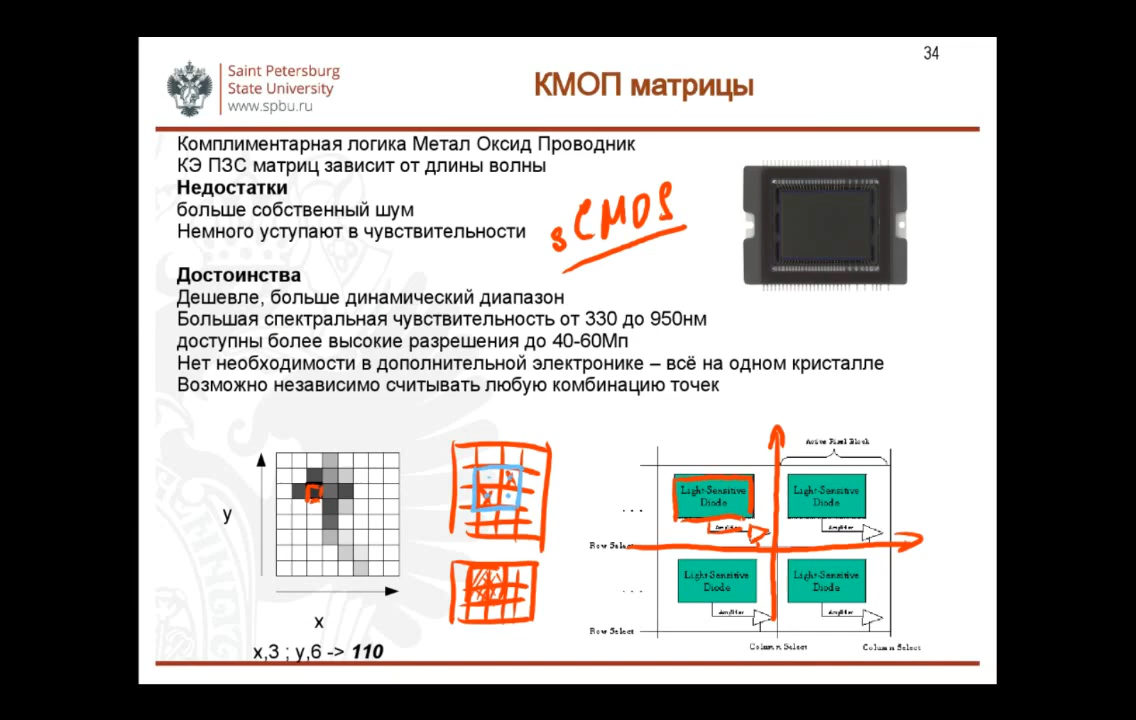 34
Saint Petersburg
State University
www.spbu.ru
КМОП матрицы
Комплиментарная логика Метал Оксид Проводник
КЭ ПЗС матриц зависит от длины волны
Недостатки
больше собственный шум
Немного уступают в чувствительности
sCMOS
Достоинства
Дешевле, больше динамический диапазон
Большая спектральная чувствительность от 330 до 950нм
доступны более высокие разрешения до 40-60Мп
Нет необходимости в дополнительной электронике – всё на одном кристалле
Возможно независимо считывать любую комбинацию точек
y
x
x,3 ; y,6 -> 110
Active Pixel Block
Light-Sensitive
Diode
Light-Sensitive
Diode
. . .
Amplifier
Amplifier
Row Select
Light-Sensitive
Diode
Light-Sensitive
Diode
. . .
Amplifier
Amplifier
Row Select
Column Select
Column Select